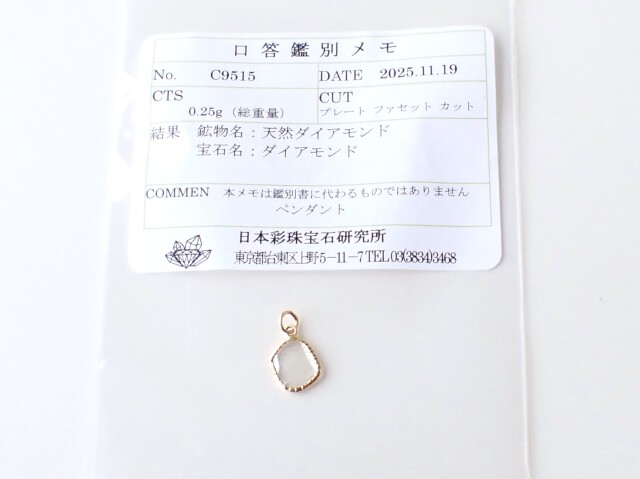 口答鑑別メモ
No. C9515 DATE 2025.11.19
CTS CUT
0.25g（総重量） プレート ファセット カット
結果 鉱物名：天然ダイアモンド
宝石名：ダイアモンド
COMMEN 本メモは鑑別書に代わるものではありません
ペンダント
日本彩珠宝石研究所
東京都台東区上野5-11-7 TEL 03(3834)3468